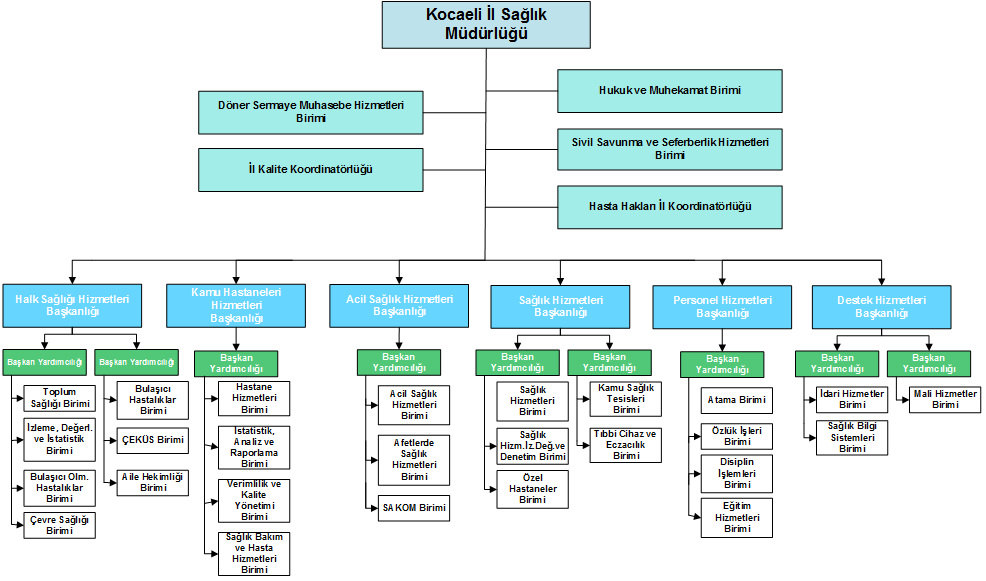 Kocaeli İl Sağlık
Müdürlüğü
Hukuk ve Muhekamat Birimi
Döner Sermaye Muhasebe Hizmetleri
Birimi
Sivil Savunma ve Seferberlik Hizmetleri
Birimi
İl Kalite Koordinatörlüğü
Hasta Hakları İl Koordinatörlüğü
Halk Sağlığı Hizmetleri
Başkanlığı
Kamu Hastaneleri
Hizmetleri
Başkanlığı
Acil Sağlık Hizmetleri
Başkanlığı
Sağlık Hizmetleri
Başkanlığı
Personel Hizmetleri
Başkanlığı
Destek Hizmetleri
Başkanlığı
Başkan Yardımcılığı
Toplum
Sağlığı Birimi
İzleme, Değerl.
ve İstatistik
Birimi
Bulaşıcı Olm.
Hastalıklar
Birimi
Çevre Sağlığı
Birimi
Başkan Yardımcılığı
Bulaşıcı
Hastalıklar
Birimi
ÇEKÜS Birimi
Aile Hekimliği
Birimi
Başkan
Yardımcılığı
Hastane
Hizmetleri
Birimi
İstatistik,
Analiz ve
Raporlama
Birimi
Verimlilik ve
Kalite
Yönetimi
Birimi
Sağlık Bakım
ve Hasta
Hizmetleri
Birimi
Başkan
Yardımcılığı
Acil Sağlık
Hizmetleri
Birimi
Afetlerde
Sağlık
Hizmetleri
Birimi
SAKOM Birimi
Başkan
Yardımcılığı
Sağlık
Hizmetleri
Birimi
Sağlık
Hizm.İz.Değ.ve
Denetim Birimi
Özel
Hastaneler
Birimi
Başkan
Yardımcılığı
Kamu Sağlık
Tesisleri
Birimi
Tıbbi Cihaz ve
Eczacılık Birimi
Başkan
Yardımcılığı
Atama Birimi
Özlük İşleri
Birimi
Disiplin
İşlemleri
Birimi
Eğitim
Hizmetleri
Birimi
Başkan
Yardımcılığı
İdari Hizmetler
Birimi
Sağlık Bilgi
Sistemleri
Birimi
Başkan
Yardımcılığı
Mali Hizmetler
Birimi